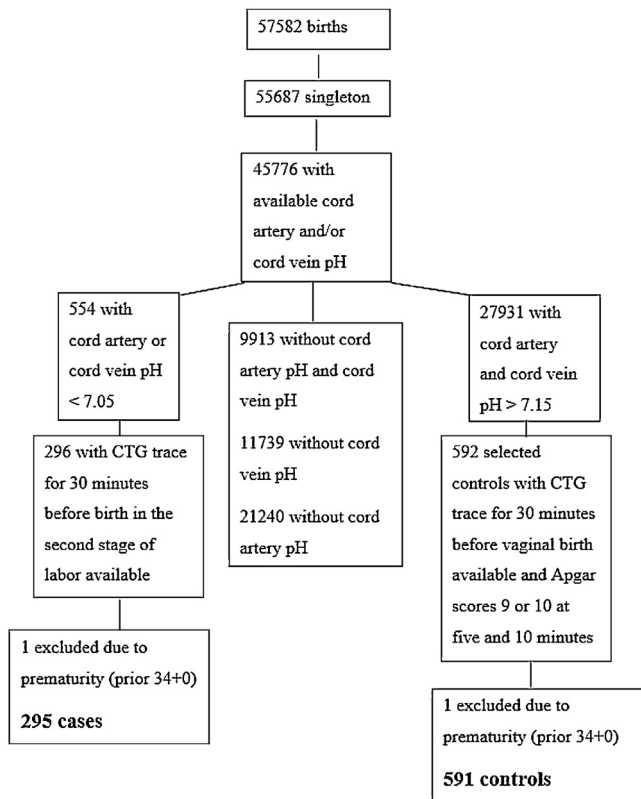 57582 births
55687 singleton
45776 with
available cord
artery and/or
cord vein pH
554 with
cord artery or
cord vein pH
< 7.05
9913 without cord
artery pH and cord
vein pH
11739 without cord
vein pH
21240 without cord
artery pH
27931 with
cord artery
and cord vein
pH > 7.15
296 with CTG trace
for 30 minutes
before birth in the
second stage of
labor available
592 selected
controls with CTG
trace for 30 minutes
before vaginal birth
available and Apgar
scores 9 or 10 at
five and 10 minutes
1 excluded due to
prematurity (prior 34+0)
295 cases
1 excluded due to
prematurity (prior 34+0)
591 controls